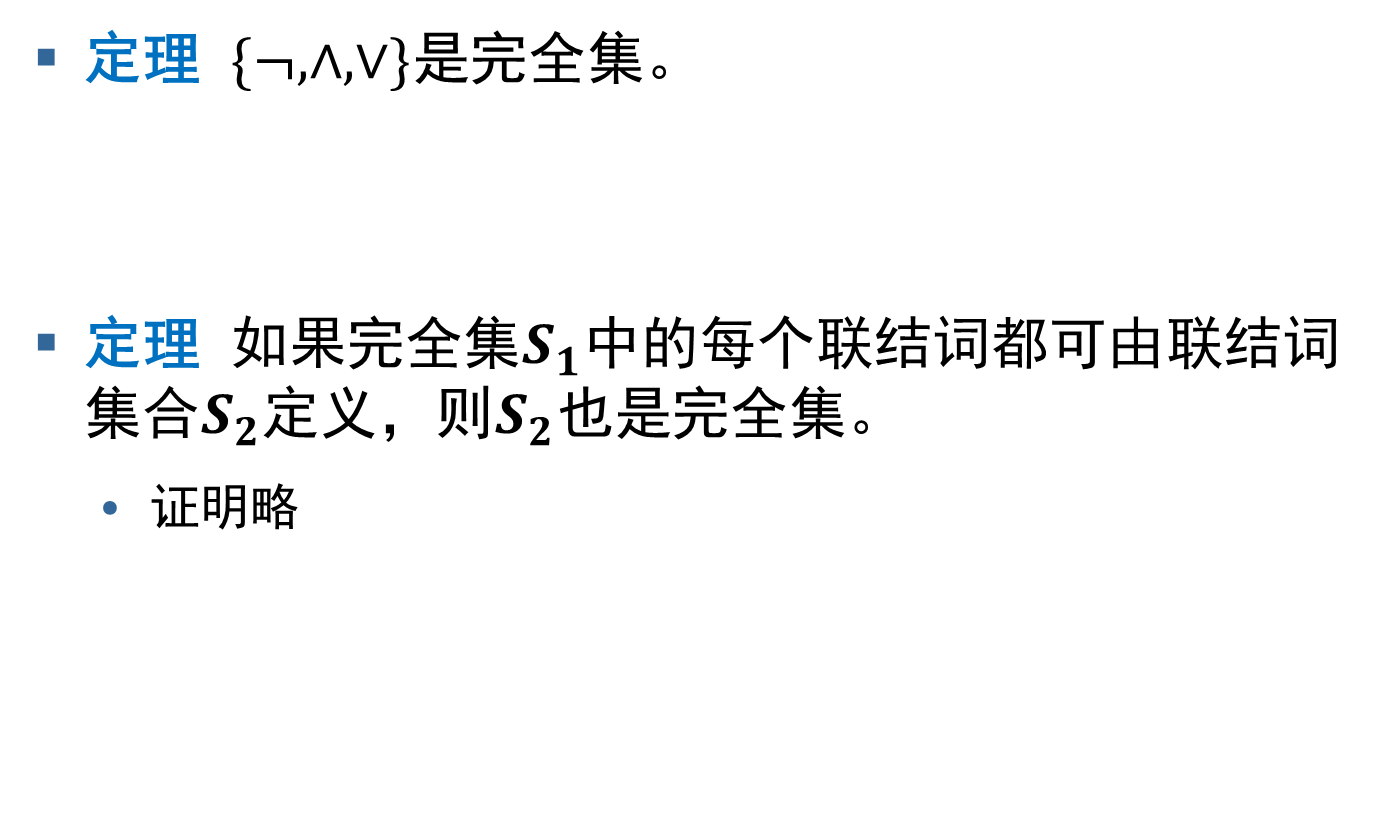 ▪ 定理 {¬,∧,∨}是完全集。
▪ 定理 如果完全集S₁中的每个联结词都可由联结词
集合S₂定义，则S₂也是完全集。
• 证明略